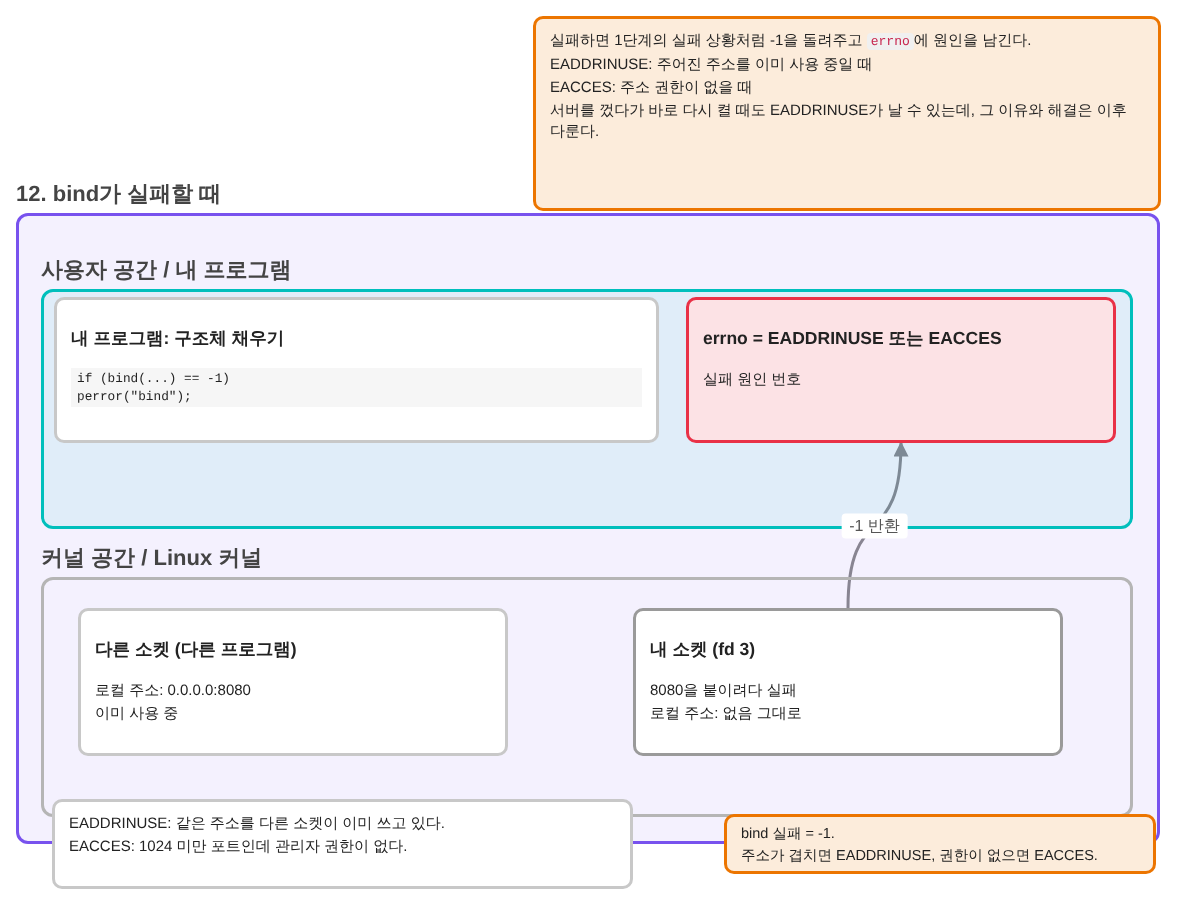 실패하면 1단계의 실패 상황처럼 -1을 돌려주고 errno에 원인을 남긴다.
EADDRINUSE: 주어진 주소를 이미 사용 중일 때
EACCES: 주소 권한이 없을 때
서버를 껐다가 바로 다시 켤 때도 EADDRINUSE가 날 수 있는데, 그 이유와 해결은 이후
다룬다.
12. bind가 실패할 때
사용자 공간 / 내 프로그램
내 프로그램: 구조체 채우기
if (bind(...) == -1)
perror("bind");
errno = EADDRINUSE 또는 EACCES
실패 원인 번호
-1 반환
커널 공간 / Linux 커널
다른 소켓 (다른 프로그램)
로컬 주소: 0.0.0.0:8080
이미 사용 중
내 소켓 (fd 3)
8080을 붙이려다 실패
로컬 주소: 없음 그대로
EADDRINUSE: 같은 주소를 다른 소켓이 이미 쓰고 있다.
EACCES: 1024 미만 포트인데 관리자 권한이 없다.
bind 실패 = -1.
주소가 겹치면 EADDRINUSE, 권한이 없으면 EACCES.